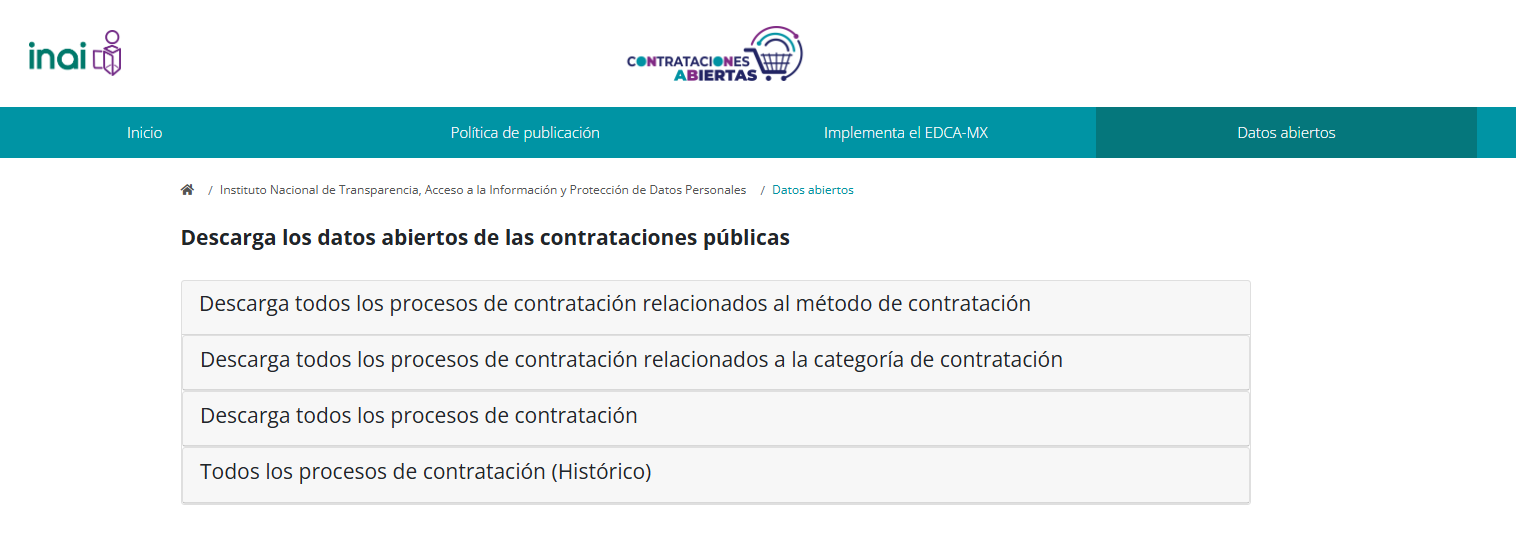 inai
CONTRATACIONES
ABIERTAS
Inicio
Política de publicación
Implementa el EDCA-MX
Datos abiertos
/ Instituto Nacional de Transparencia, Acceso a la Información y Protección de Datos Personales / Datos abiertos
Descarga los datos abiertos de las contrataciones públicas
Descarga todos los procesos de contratación relacionados al método de contratación
Descarga todos los procesos de contratación relacionados a la categoría de contratación
Descarga todos los procesos de contratación
Todos los procesos de contratación (Histórico)